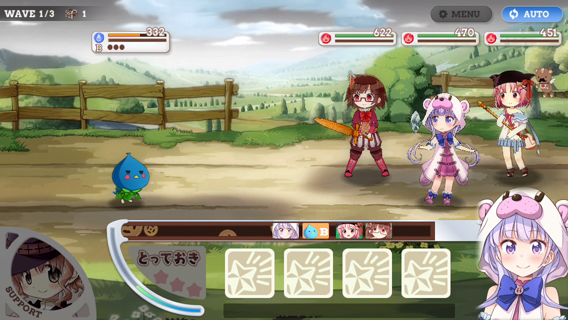 WAVE 1/3 1
MENU
AUTO
332
B
622
470
451
B
とっておき
SUPPORT